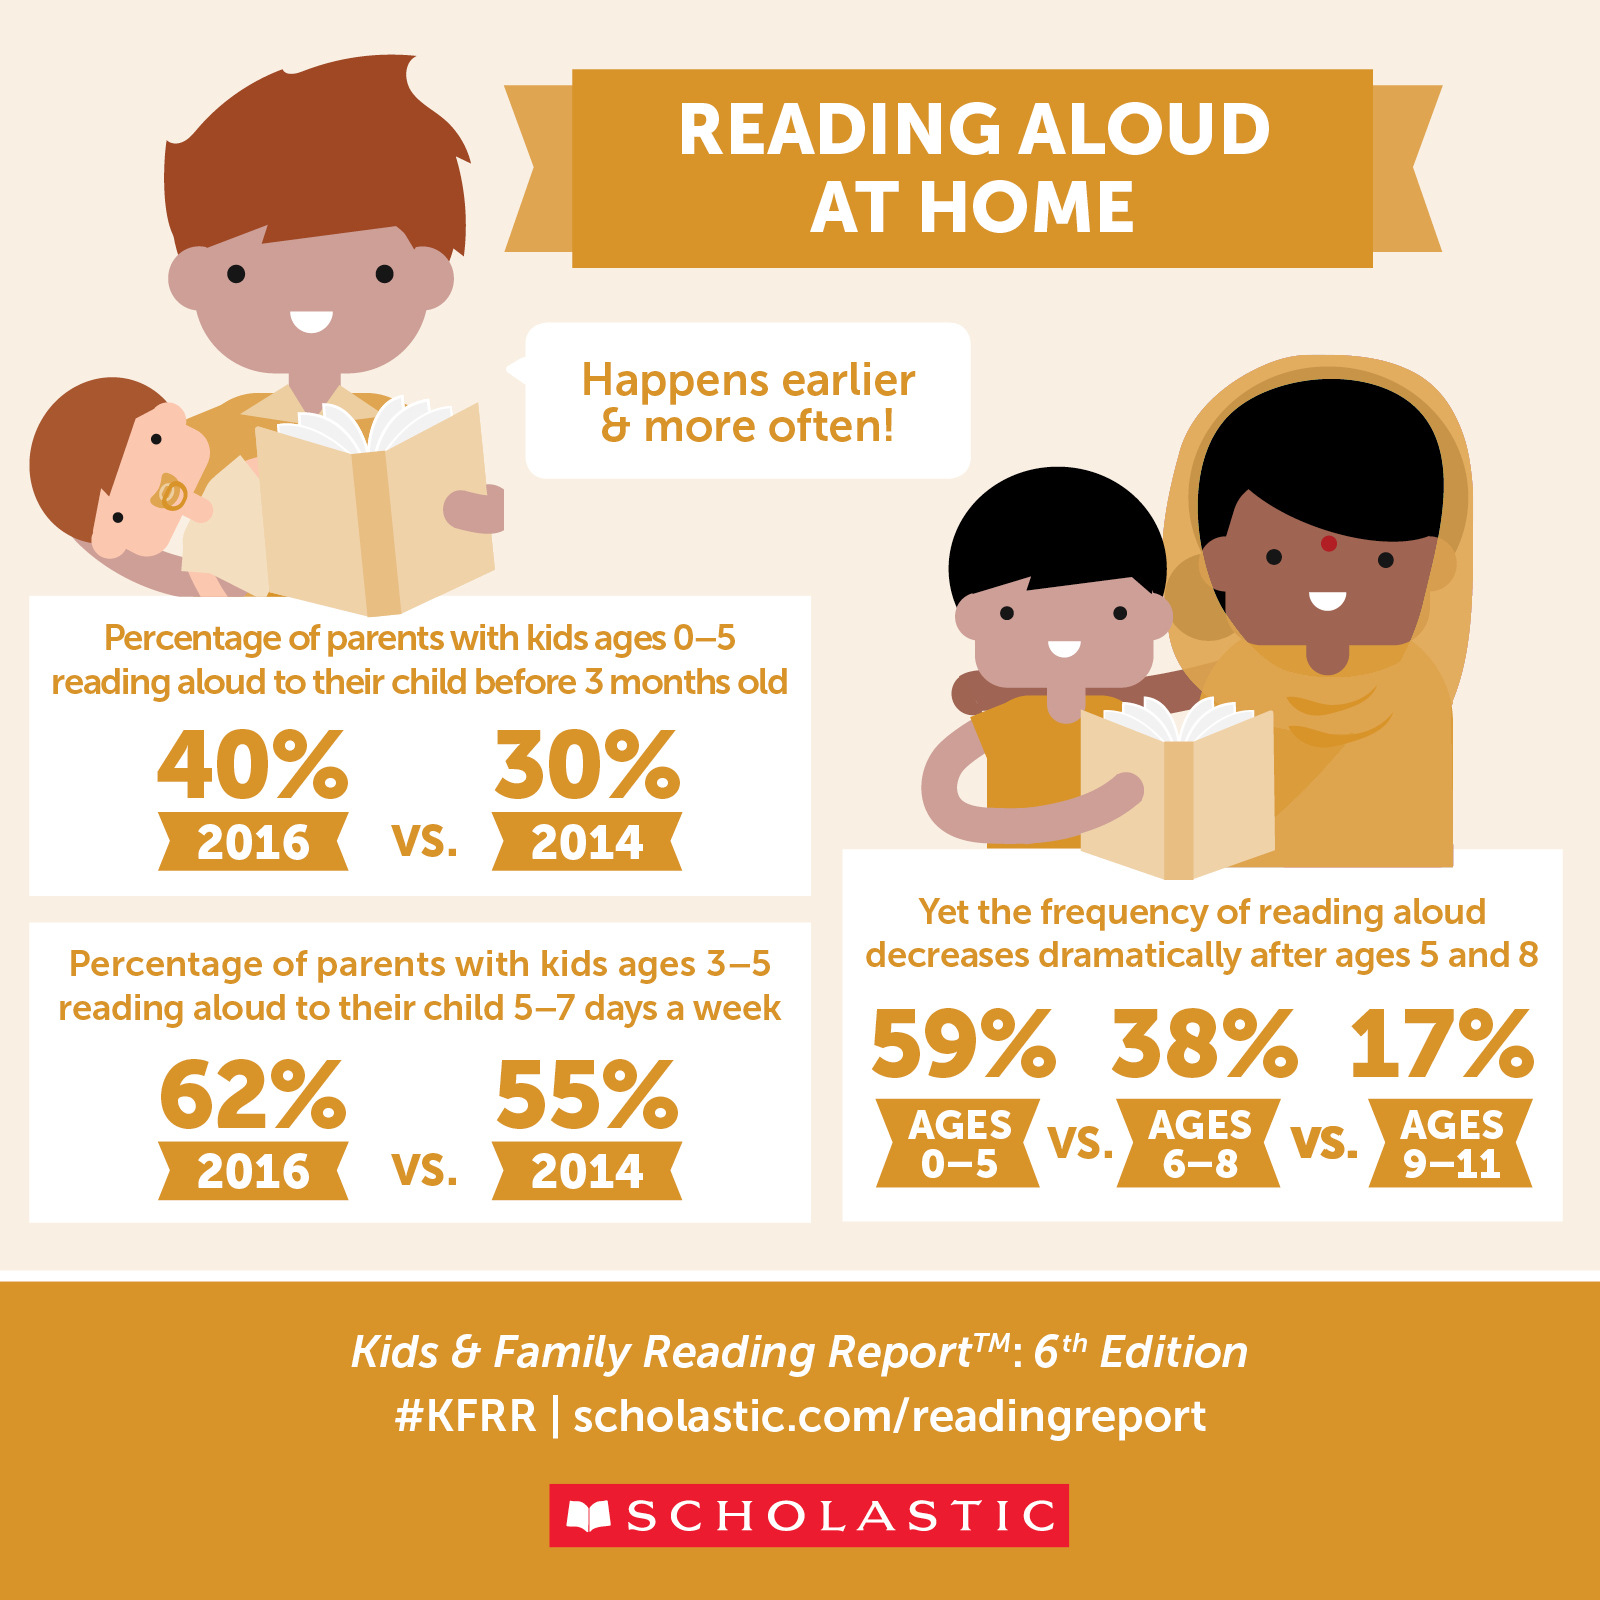 READING ALOUD
AT HOME
Happens earlier
& more often!
Percentage of parents with kids ages 0–5
reading aloud to their child before 3 months old
40% 30%
2016 vs. 2014
Percentage of parents with kids ages 3–5
reading aloud to their child 5–7 days a week
62% 55%
2016 vs. 2014
Yet the frequency of reading aloud
decreases dramatically after ages 5 and 8
59% 38% 17%
AGES AGES AGES
0–5 vs. 6–8 vs. 9–11
Kids & Family Reading Report™: 6th Edition
#KFRR | scholastic.com/readingreport
SCHOLASTIC